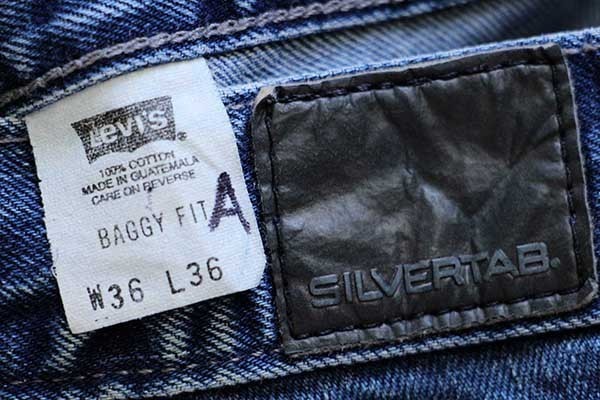 Levi's
100% COTTON
MADE IN GUATEMALA
CARE ON REVERSE
BAGGY FIT A
W36 L36
SILVERTAB.